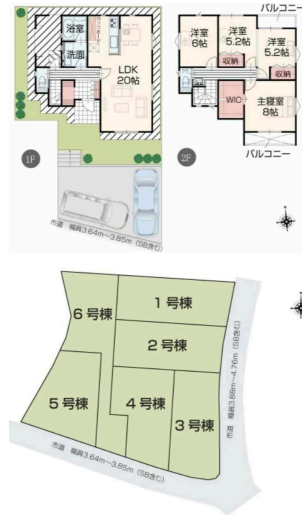 バルコニー
浴室
洗面
LDK
20帖
洋室
6帖
洋室
5.2帖
洋室
5.2帖
収納
収納
WIC
主寝室
8帖
バルコニー
1F
2F
市道 幅員3.64m～3.85m (SB含む)
1号棟
6号棟
2号棟
5号棟
4号棟
3号棟
市道 幅員3.88m～4.76m (SB含む)
市道 幅員3.64m～3.85m (SB含む)